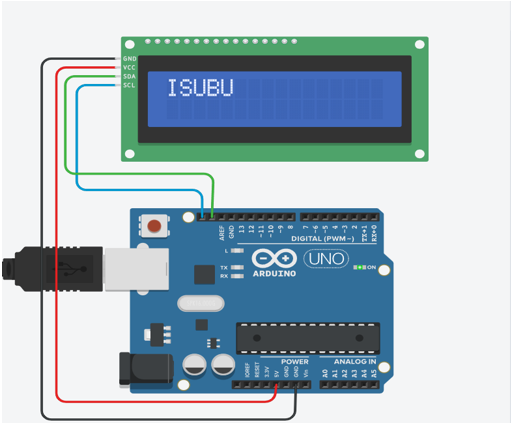 GND
VCC
SDA
SCL
ISUBU
AREF
GND
13
12
~11
~10
~9
8
7
~6
~5
4
~3
2
TX→1
RX←0
DIGITAL (PWM~)
L
TX
RX
ARDUINO
UNO
ON
POWER
ANALOG IN
IOREF
RESET
3.3V
5V
GND
GND
Vin
A0
A1
A2
A3
A4
A5